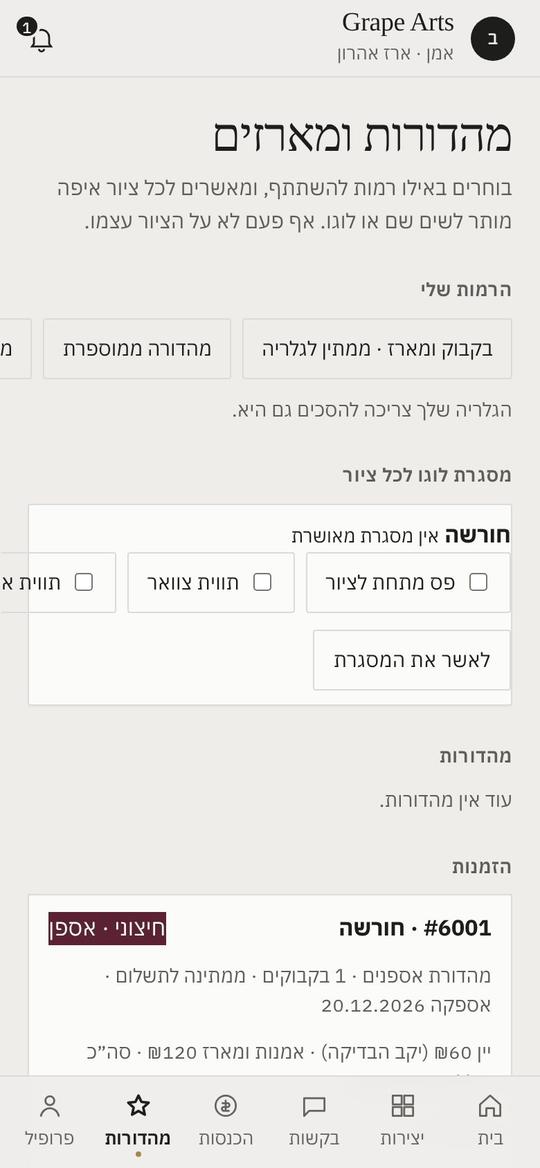 Grape Arts
ב
אמן · ארז אהרון
1
מהדורות ומארזים
בוחרים באילו רמות להשתתף, ומאשרים לכל ציור איפה
מותר לשים שם או לוגו. אף פעם לא על הציור עצמו.
הרמות שלי
בקבוק ומארז · ממתין לגלריה
מהדורה ממוספרת
הגלריה שלך צריכה להסכים גם היא.
מסגרת לוגו לכל ציור
חורשה אין מסגרת מאושרת
פס מתחת לציור
תווית צוואר
תווית
לאשר את המסגרת
מהדורות
עוד אין מהדורות.
הזמנות
#6001 · חורשה
חיצוני · אספן
מהדורת אספנים · 1 בקבוקים · ממתינה לתשלום ·
אספקה 20.12.2026
יין ₪60 (יקב הבדיקה) · אמנות ומארז ₪120 · סה״כ
בית
יצירות
בקשות
הכנסות
מהדורות
פרופיל